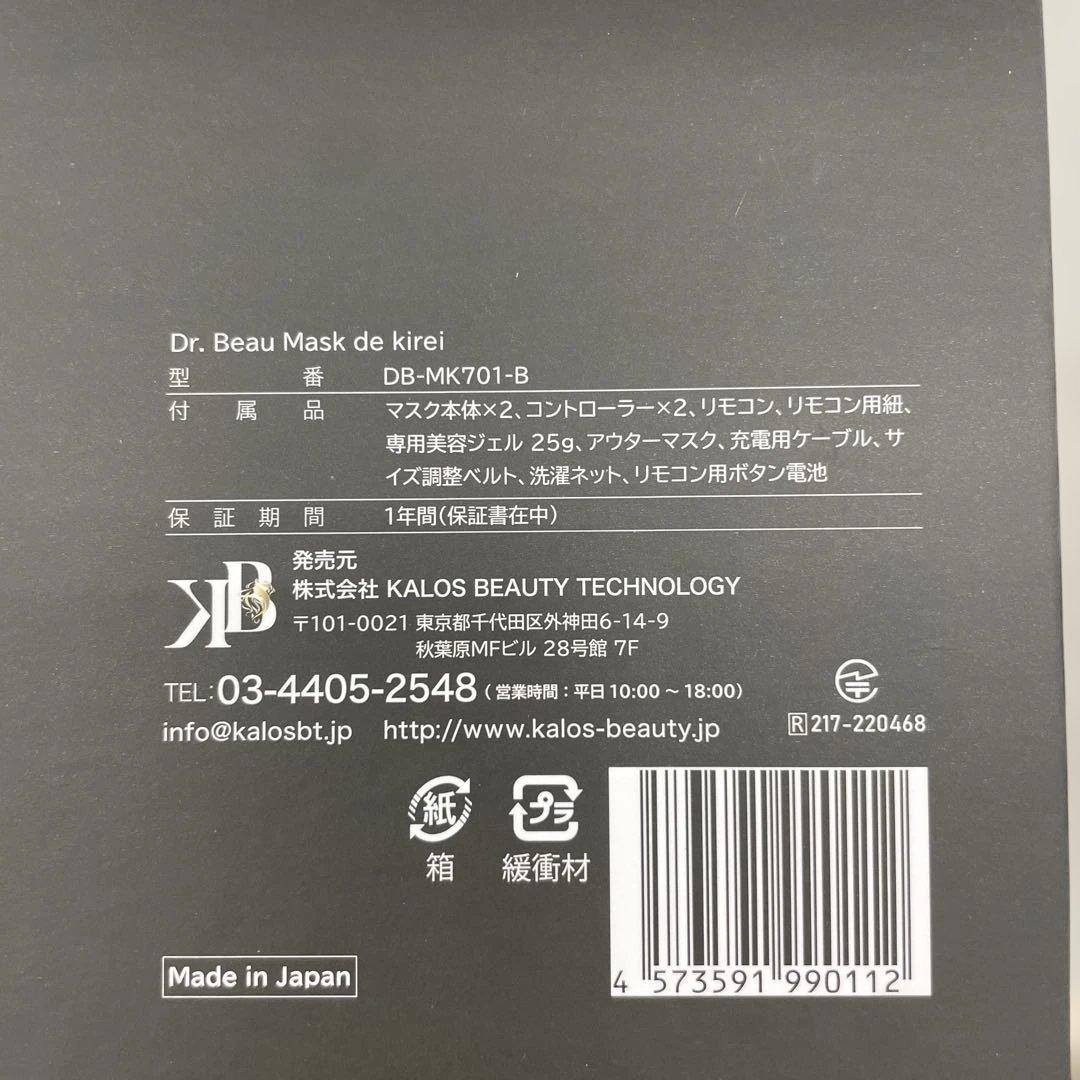 Dr. Beau Mask de kirei
型番 DB-MK701-B
付属品 マスク本体×2、コントローラー×2、リモコン、リモコン用紐、
専用美容ジェル 25g、アウターマスク、充電用ケーブル、サ
イズ調整ベルト、洗濯ネット、リモコン用ボタン電池
保証期間 1年間(保証書在中)
KB
発売元
株式会社 KALOS BEAUTY TECHNOLOGY
〒101-0021 東京都千代田区外神田6-14-9
秋葉原MFビル 28号館 7F
TEL:03-4405-2548 (営業時間:平日10:00 ~ 18:00)
info@kalosbt.jp http://www.kalos-beauty.jp
R 217-220468
紙 プラ
箱 緩衝材
4 573591 990112
Made in Japan